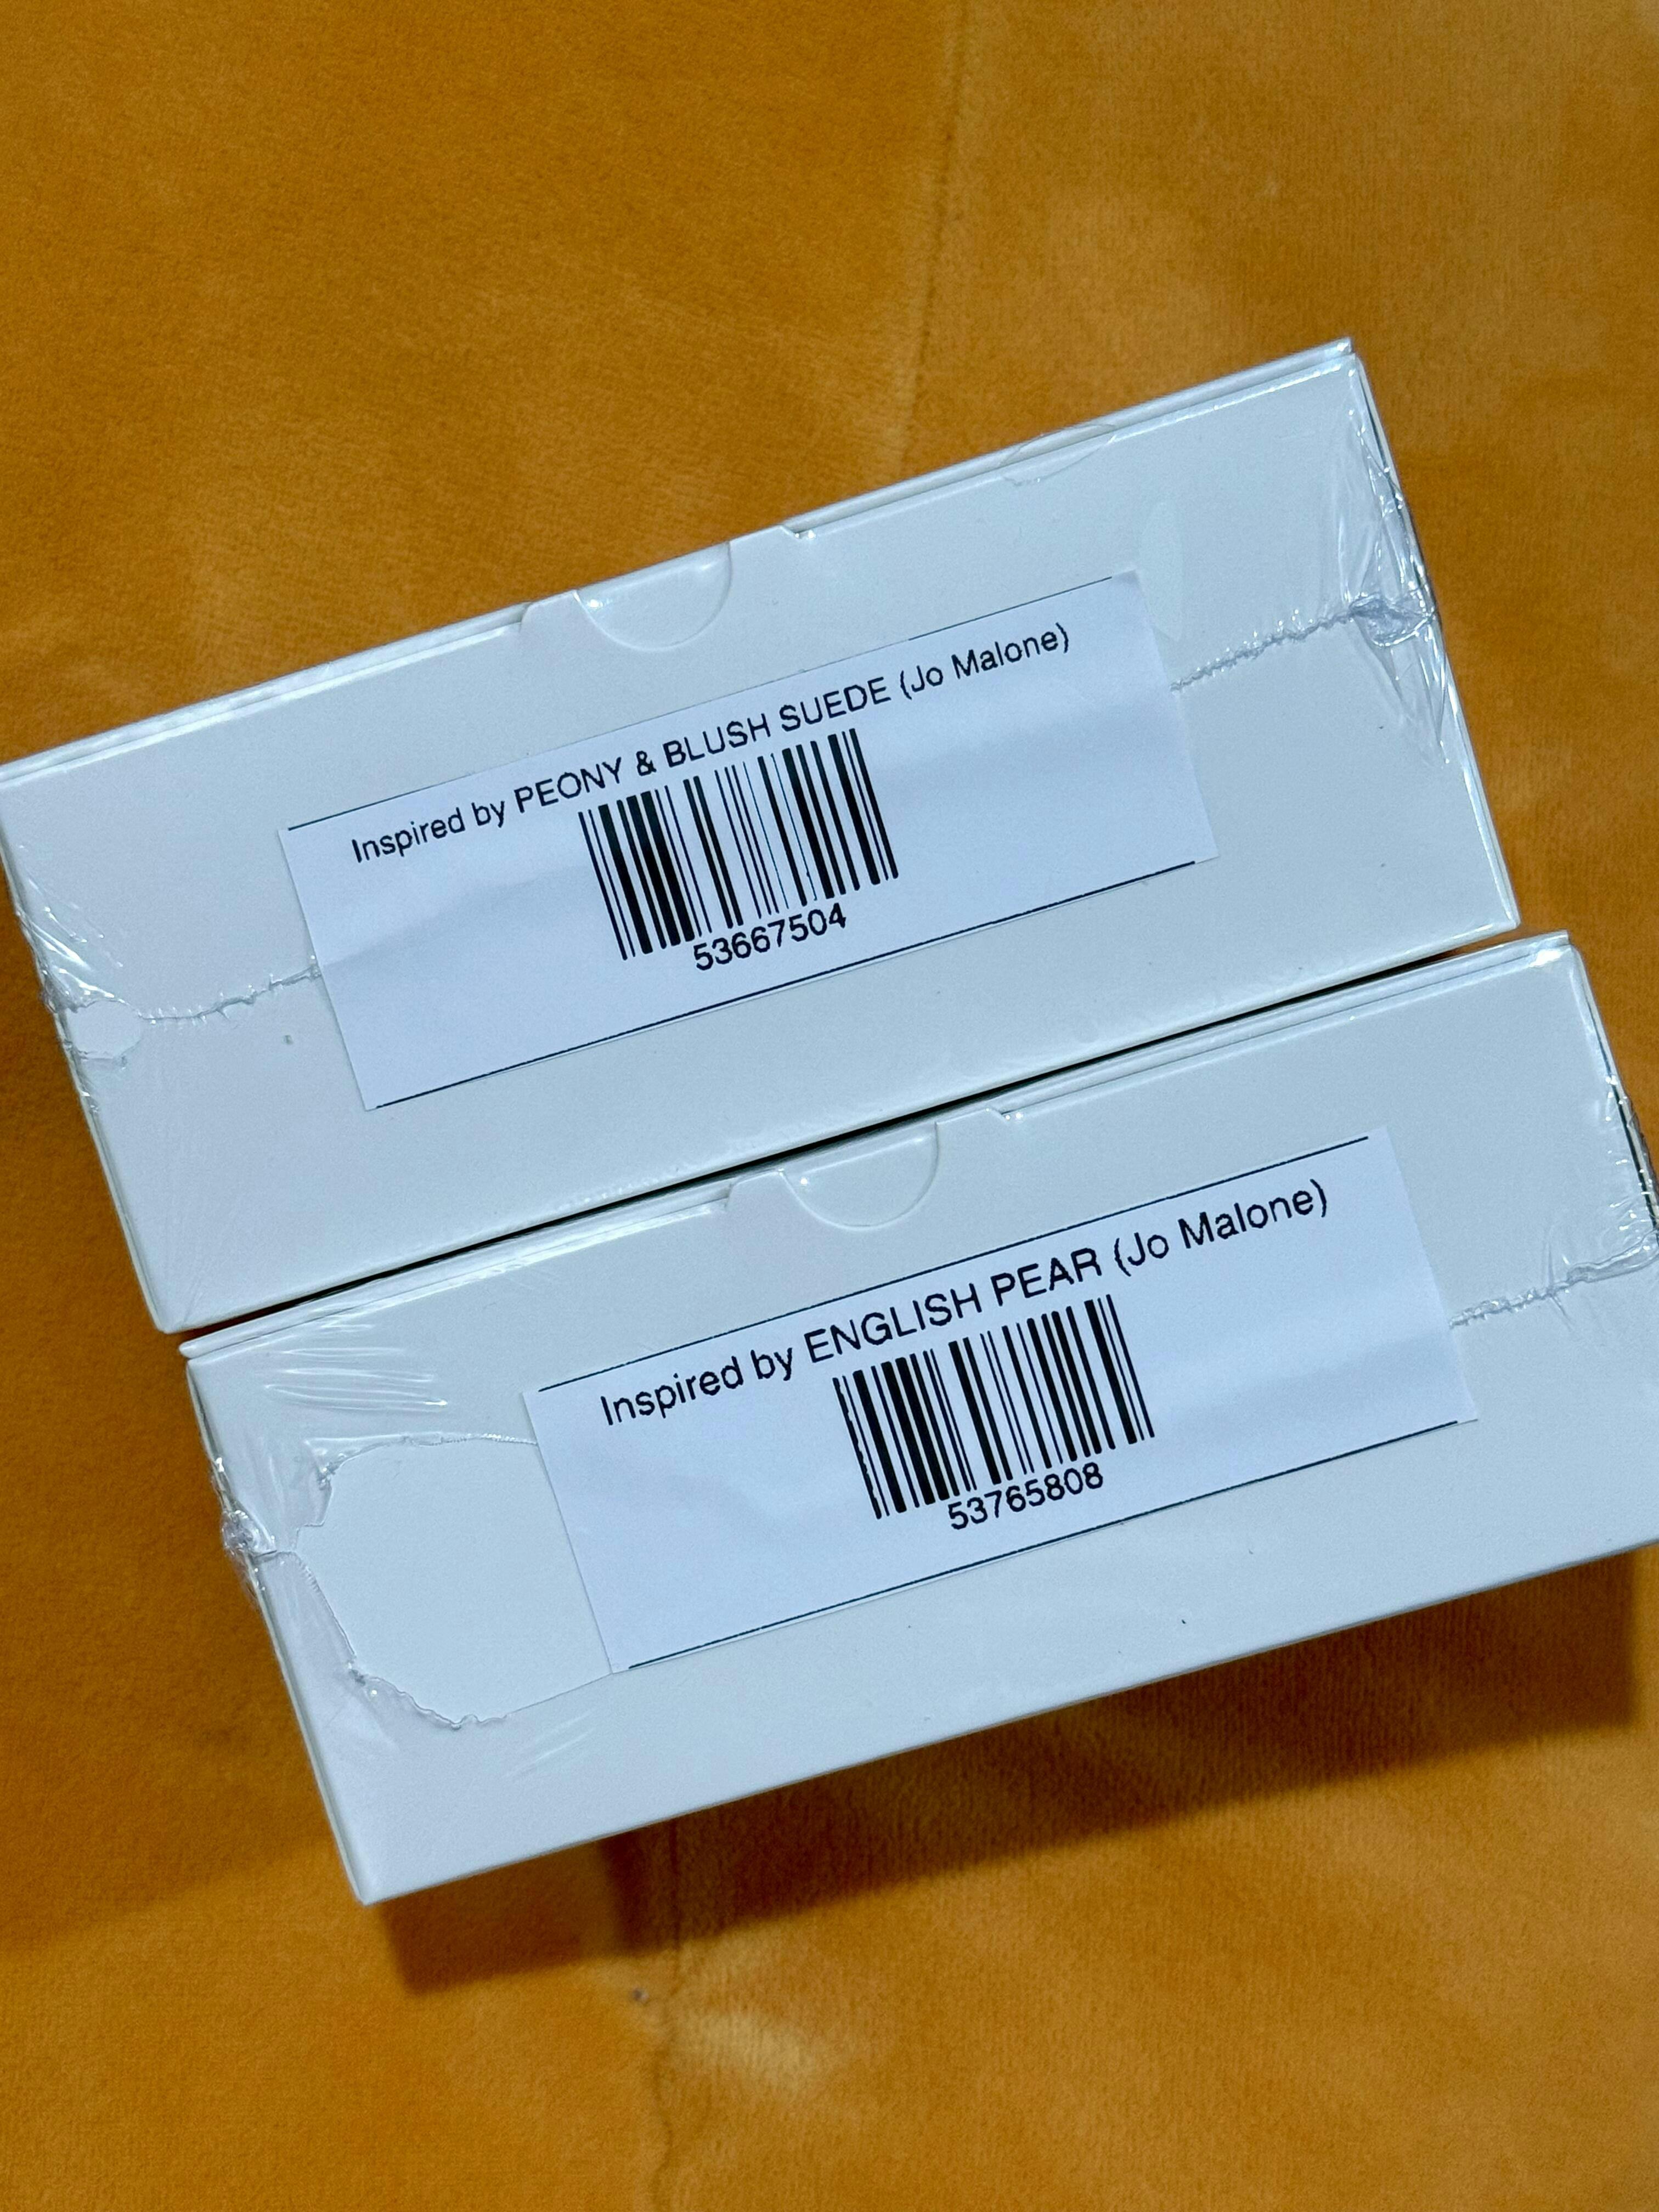 Inspired by PEONY & BLUSH SUEDE (Jo Malone)
53667504
Inspired by ENGLISH PEAR (Jo Malone)
53765808